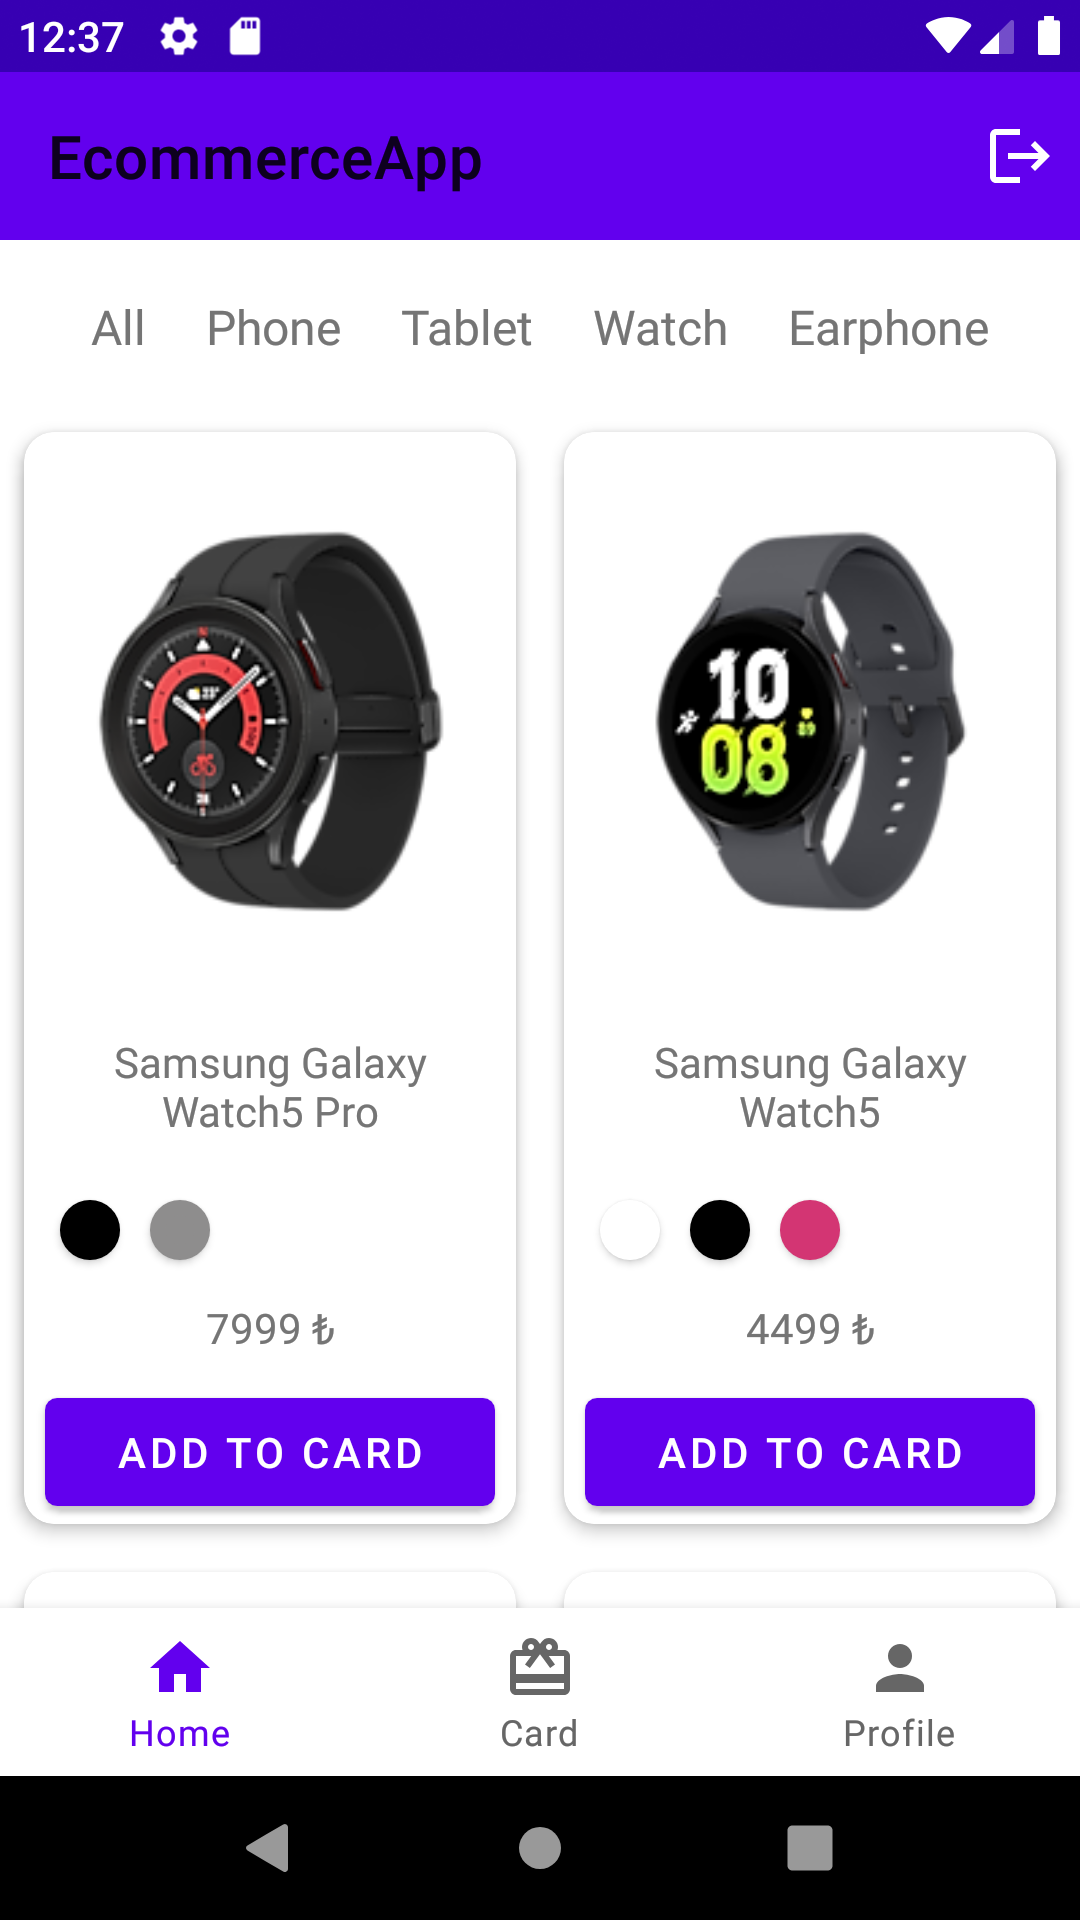 12:37
EcommerceApp
All Phone Tablet Watch Earphone
10
08
89
Samsung Galaxy
Watch5 Pro
Samsung Galaxy
Watch5
7999 ₺
4499 ₺
ADD TO CARD
ADD TO CARD
Home
Card
Profile